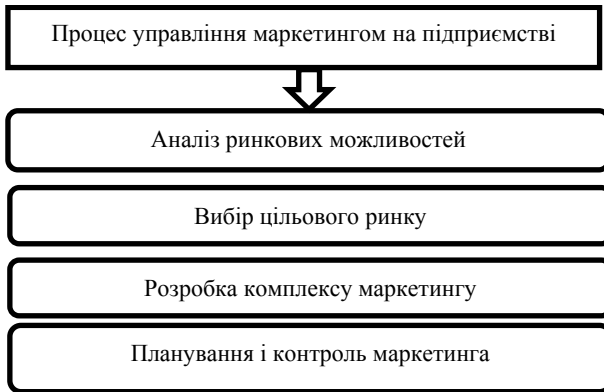 Процес управління маркетингом на підприємстві
Аналіз ринкових можливостей
Вибір цільового ринку
Розробка комплексу маркетингу
Планування і контроль маркетинга